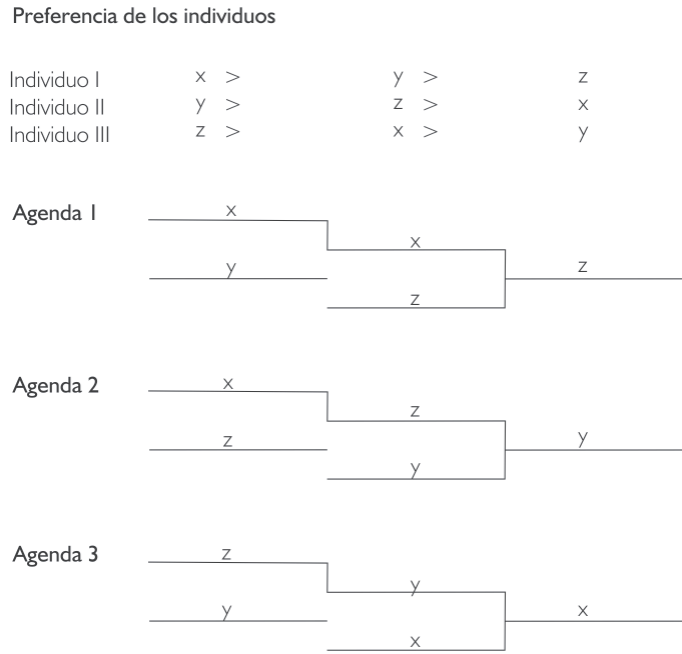 Preferencia de los individuos
Individuo I x > y > z
Individuo II y > z > x
Individuo III z > x > y
Agenda 1 x
x
y z
z
Agenda 2 x
z
z y
y
Agenda 3 z
y
y x
x